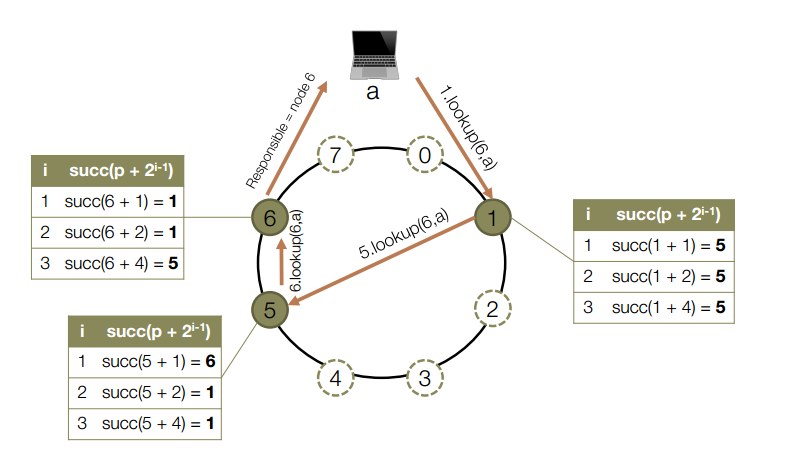 a
1.lookup(6,a)
Responsible = node 6
7
0
i succ(p + 2^i-1)
1 succ(6 + 1) = 1
2 succ(6 + 2) = 1
3 succ(6 + 4) = 5
6
6.lookup(6,a)
5.lookup(6,a)
1
i succ(p + 2^i-1)
1 succ(1 + 1) = 5
2 succ(1 + 2) = 5
3 succ(1 + 4) = 5
5
2
i succ(p + 2^i-1)
1 succ(5 + 1) = 6
2 succ(5 + 2) = 1
3 succ(5 + 4) = 1
4
3